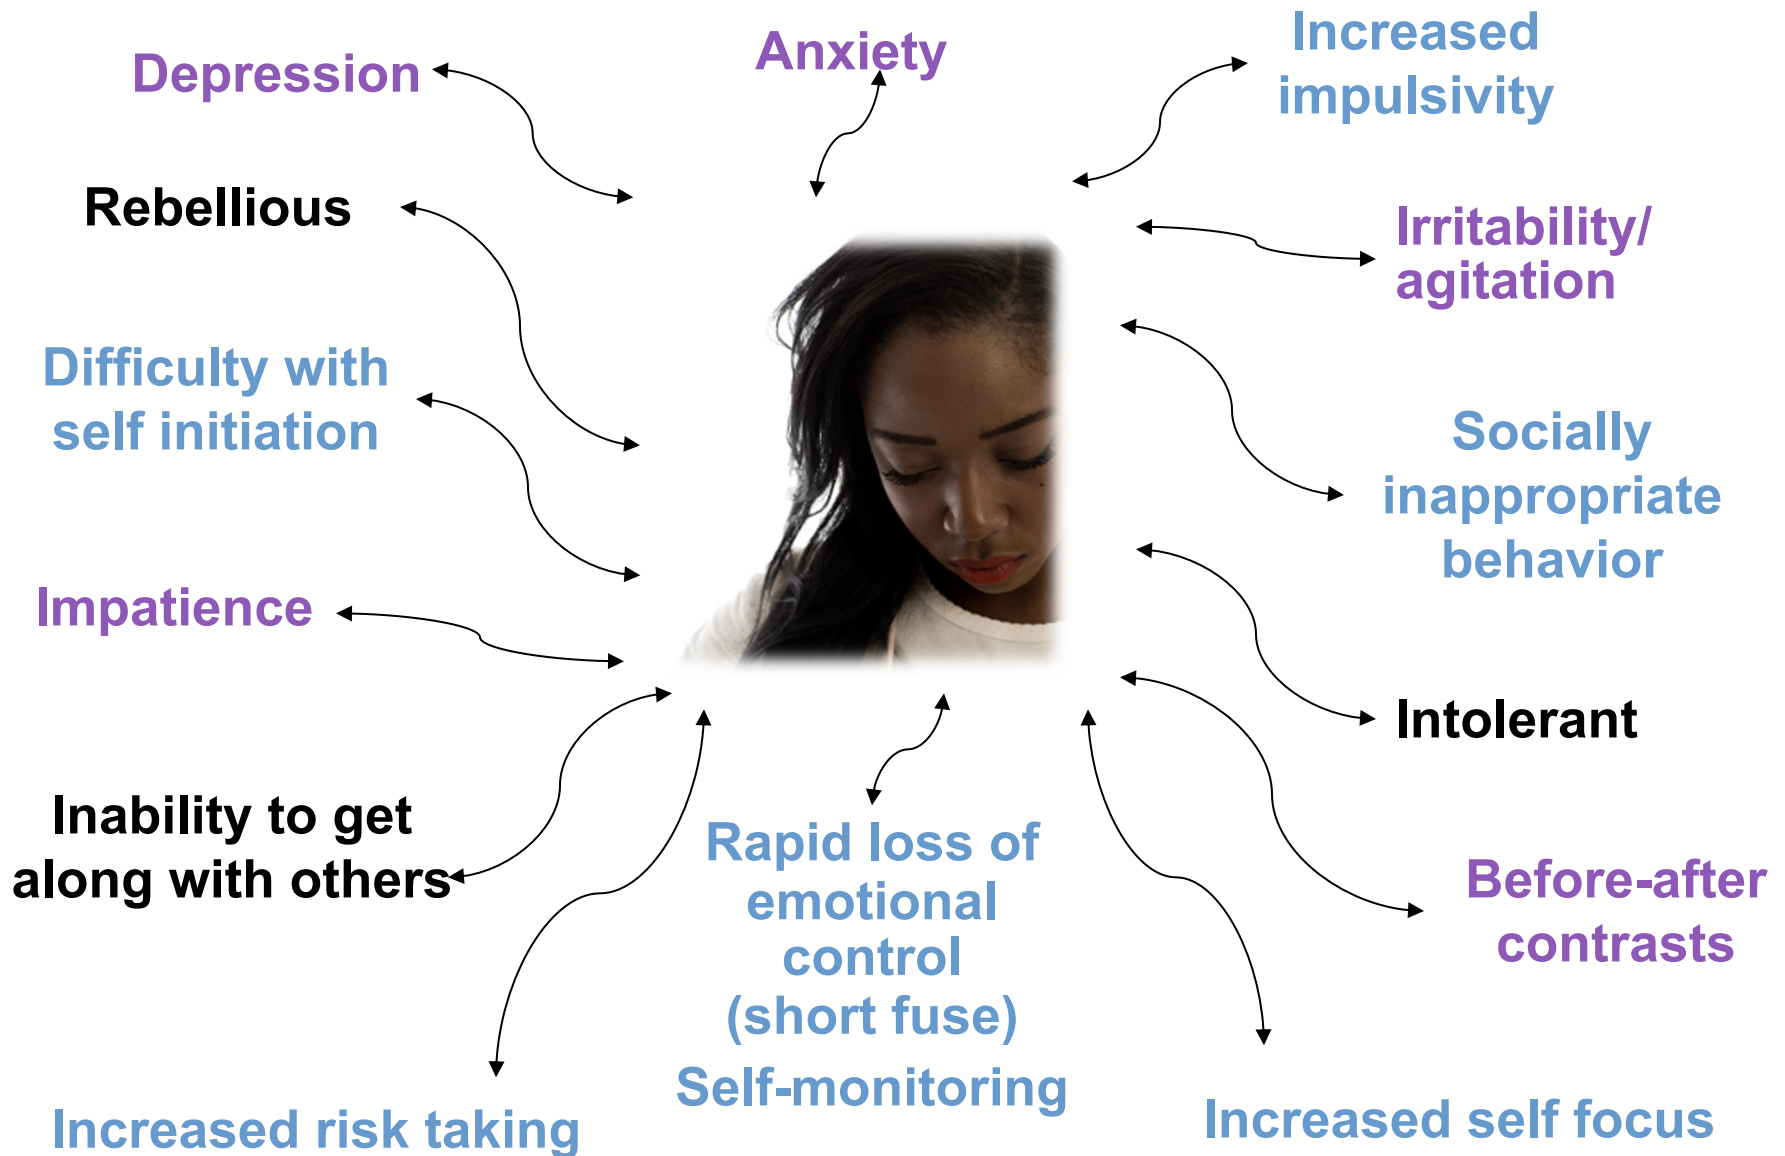 Depression
Anxiety
Increased
impulsivity
Rebellious
Irritability/
agitation
Difficulty with
self initiation
Socially
inappropriate
behavior
Impatience
Intolerant
Inability to get
along with others
Rapid loss of
emotional
control
(short fuse)
Self-monitoring
Before-after
contrasts
Increased risk taking
Increased self focus